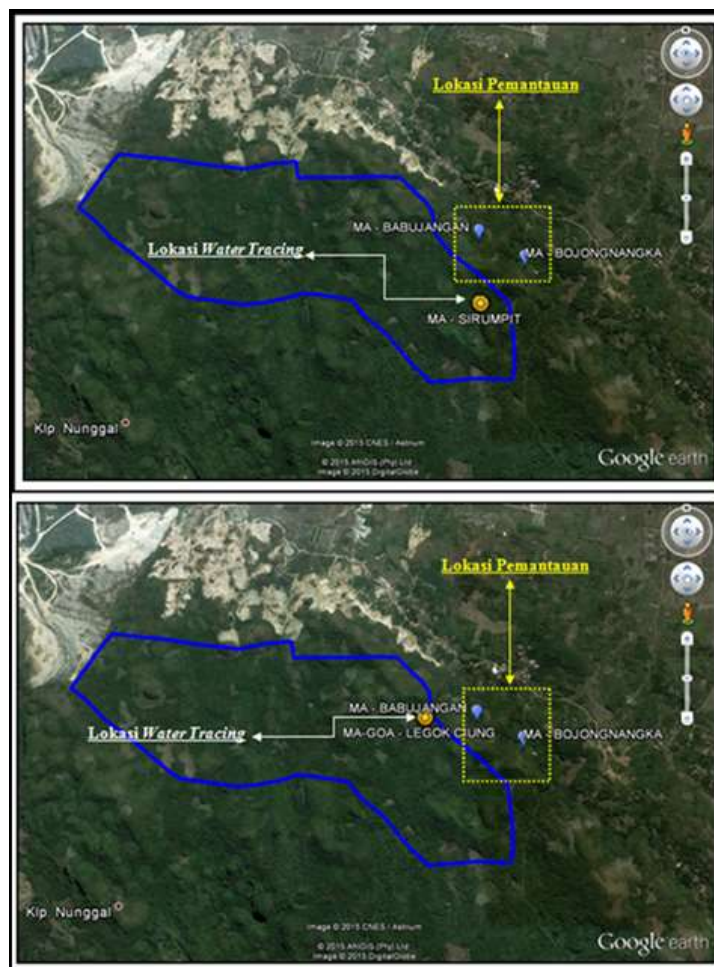 Lokasi Pemantauan
MA - BABUJANGAN
MA - BOJONGNANGKA
Lokasi Water Tracing
MA - SIRUMPIT
Klp. Nunggal
Image © 2015 CNES / Astrium
© 2015 AfriGIS (Pty) Ltd
Image © 2015 DigitalGlobe
Google earth
Lokasi Pemantauan
MA - BABUJANGAN
MA-GOA - LEGOK CIUNG
MA - BOJONGNANGKA
Lokasi Water Tracing
Klp. Nunggal
Image © 2015 CNES / Astrium
© 2015 AfriGIS (Pty) Ltd
Image © 2015 DigitalGlobe
Google earth